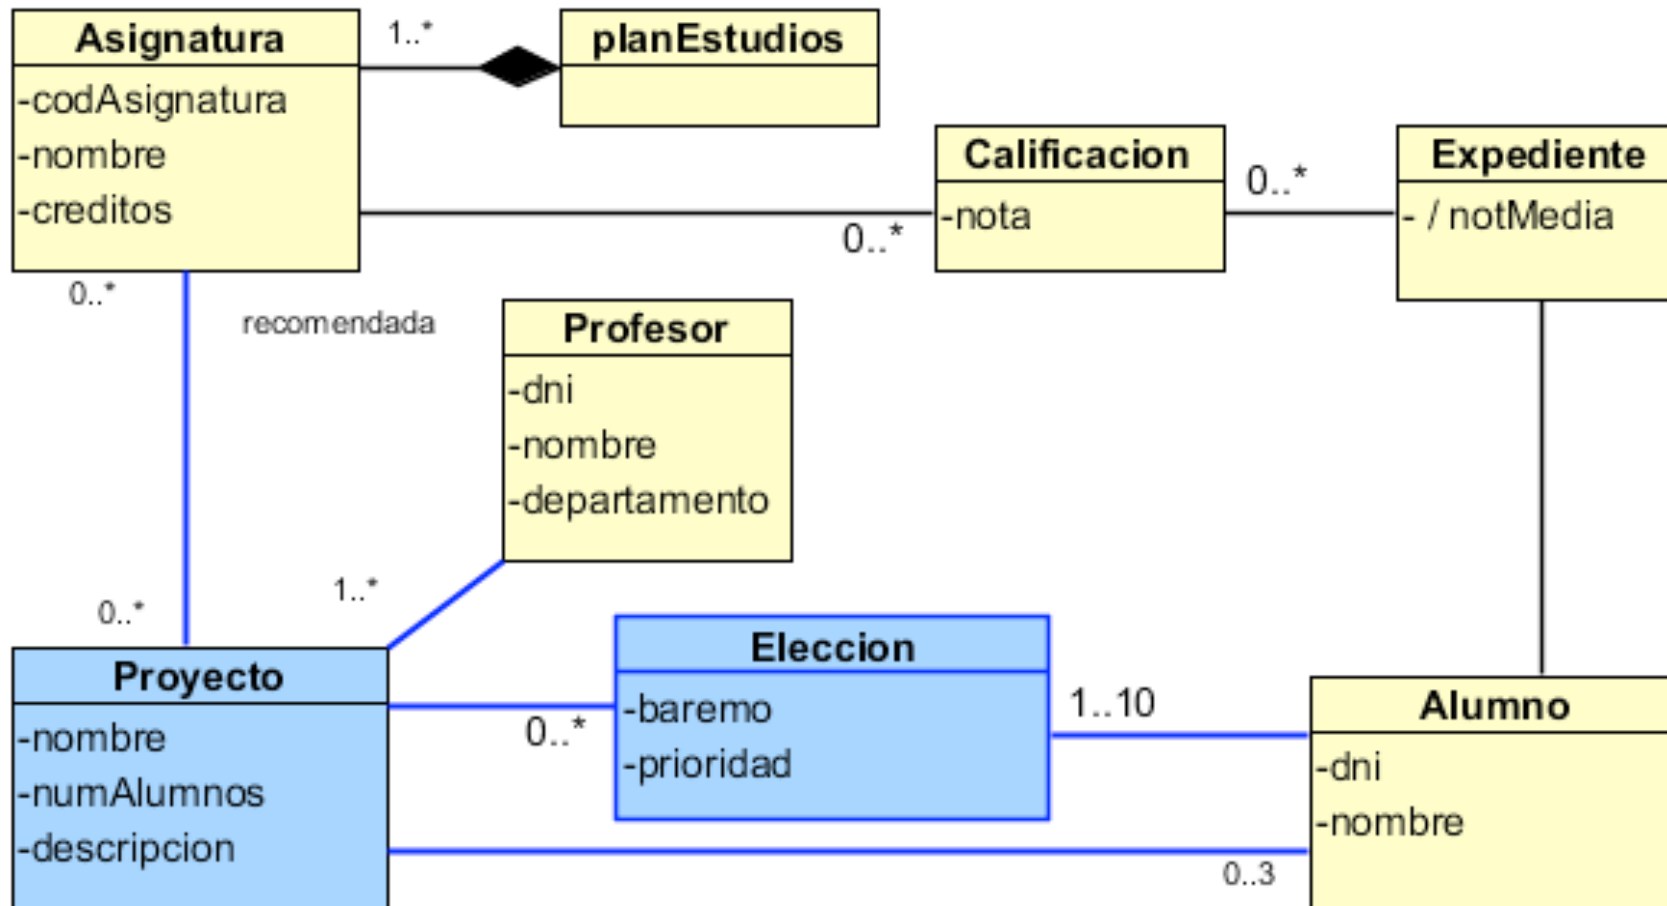 Asignatura
-codAsignatura
-nombre
-creditos
1..*
planEstudios
Calificacion
-nota
0..*
0..*
Expediente
- / notMedia
0..*
recomendada
0..*
Profesor
-dni
-nombre
-departamento
1..*
Proyecto
-nombre
-numAlumnos
-descripcion
0..*
Eleccion
-baremo
-prioridad
1..10
0..3
Alumno
-dni
-nombre